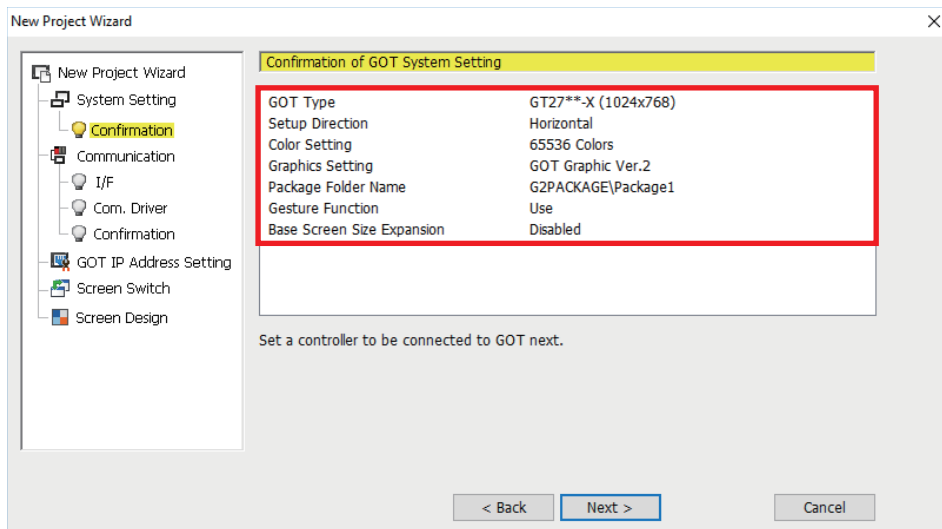 New Project Wizard
New Project Wizard
System Setting
Confirmation
Communication
I/F
Com. Driver
Confirmation
GOT IP Address Setting
Screen Switch
Screen Design
Confirmation of GOT System Setting
GOT Type GT27**-X (1024x768)
Setup Direction Horizontal
Color Setting 65536 Colors
Graphics Setting GOT Graphic Ver.2
Package Folder Name G2PACKAGE\Package1
Gesture Function Use
Base Screen Size Expansion Disabled
Set a controller to be connected to GOT next.
< Back Next > Cancel